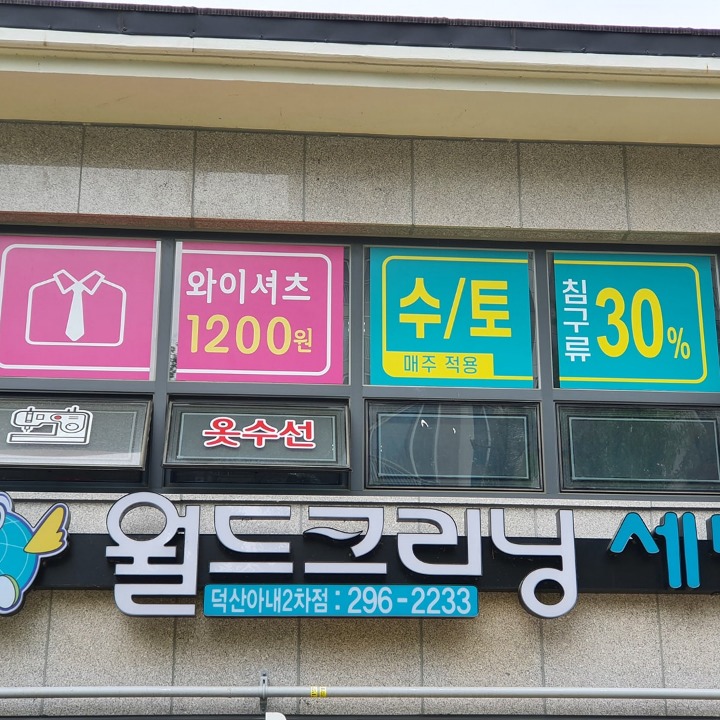 와이셔츠
1200원
수/토
매주 적용
침구류
30%
옷수선
월드크리닝
덕산아내2차점 : 296-2233